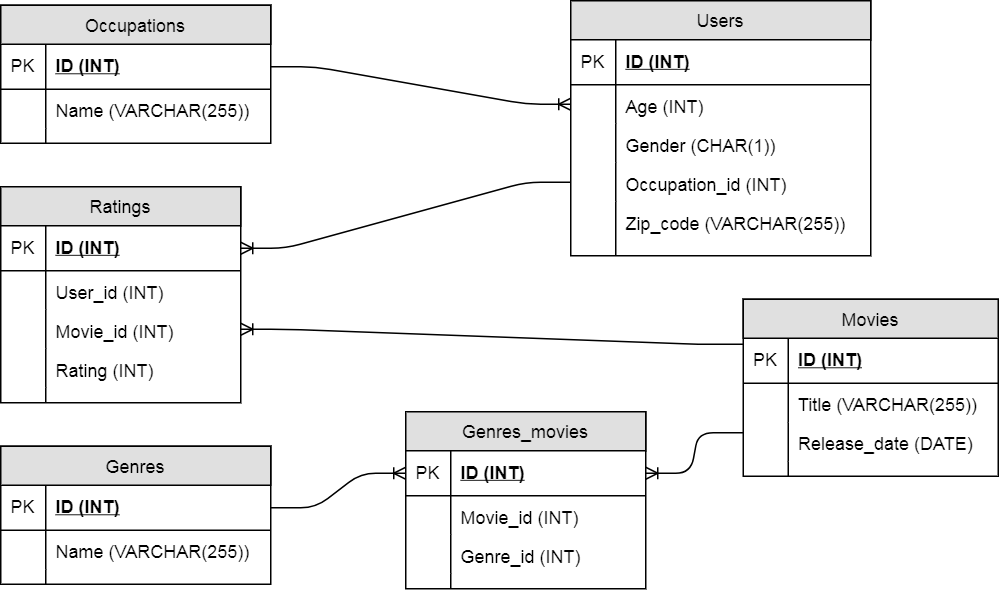 Occupations
PK ID (INT)
Name (VARCHAR(255))
Users
PK ID (INT)
Age (INT)
Gender (CHAR(1))
Occupation_id (INT)
Zip_code (VARCHAR(255))
Ratings
PK ID (INT)
User_id (INT)
Movie_id (INT)
Rating (INT)
Movies
PK ID (INT)
Title (VARCHAR(255))
Release_date (DATE)
Genres_movies
PK ID (INT)
Movie_id (INT)
Genre_id (INT)
Genres
PK ID (INT)
Name (VARCHAR(255))